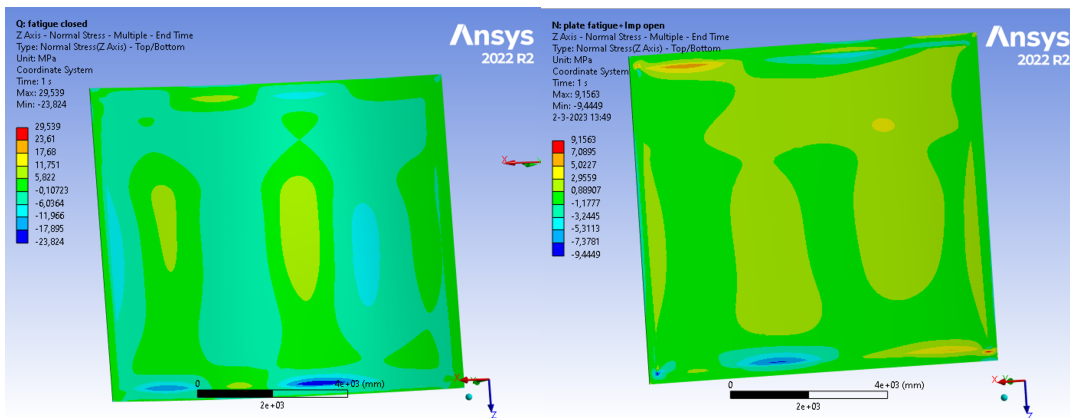 Q: fatigue closed
Z Axis - Normal Stress - Multiple - End Time
Type: Normal Stress(Z Axis) - Top/Bottom
Unit: MPa
Coordinate System
Time: 1 s
Max: 29,539
Min: -23,824
29,539
23,61
17,68
11,751
5,822
-0,10723
-6,0364
-11,966
-17,895
-23,824
Ansys
2022 R2
X
0
4e+03 (mm)
2e+03
X
Y
Z
N: plate fatigue+Imp open
Z Axis - Normal Stress - Multiple - End Time
Type: Normal Stress(Z Axis) - Top/Bottom
Unit: MPa
Coordinate System
Time: 1 s
Max: 9,1563
Min: -9,4449
2-3-2023 13:49
9,1563
7,0895
5,0227
2,9559
0,88907
-1,1777
-3,2445
-5,3113
-7,3781
-9,4449
Ansys
2022 R2
0
4e+03 (mm)
2e+03
X
Y
Z